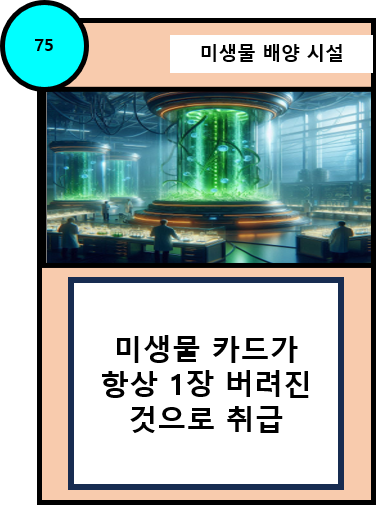 75
미생물 배양 시설
미생물 카드가
항상 1장 버려진
것으로 취급